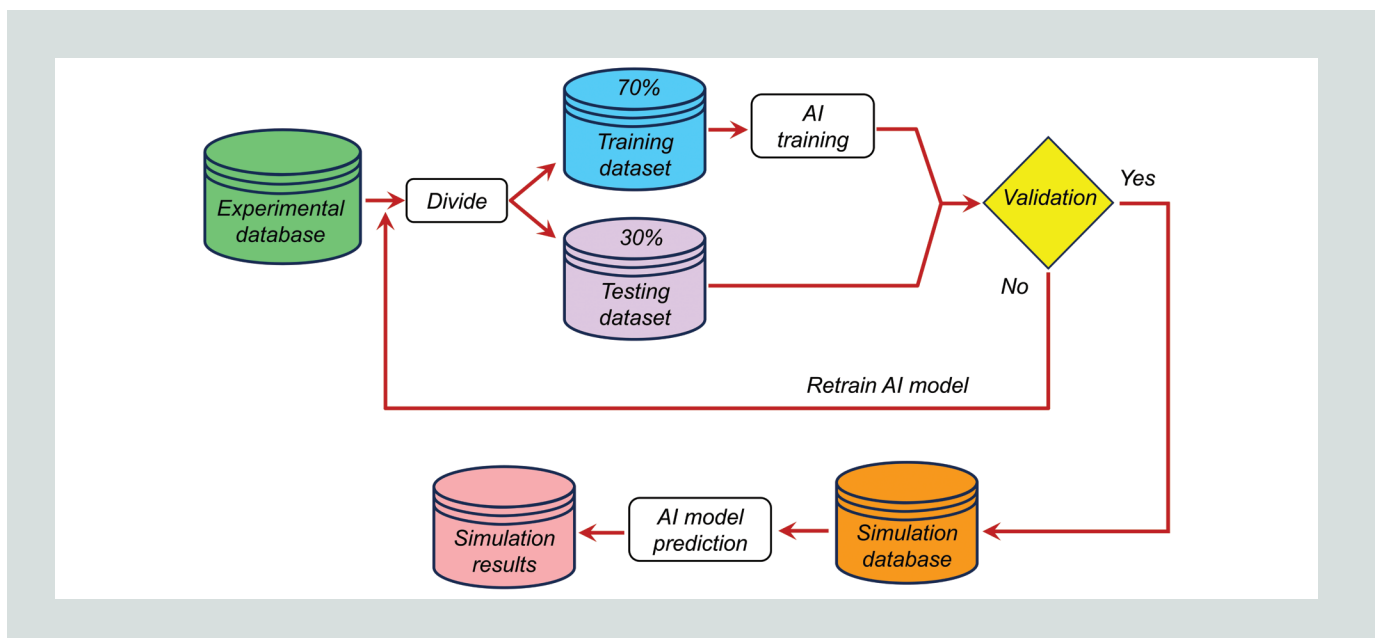 Experimental
database
Divide
70%
Training
dataset
AI
training
30%
Testing
dataset
Validation
Yes
No
Retrain AI model
Simulation
database
AI model
prediction
Simulation
results